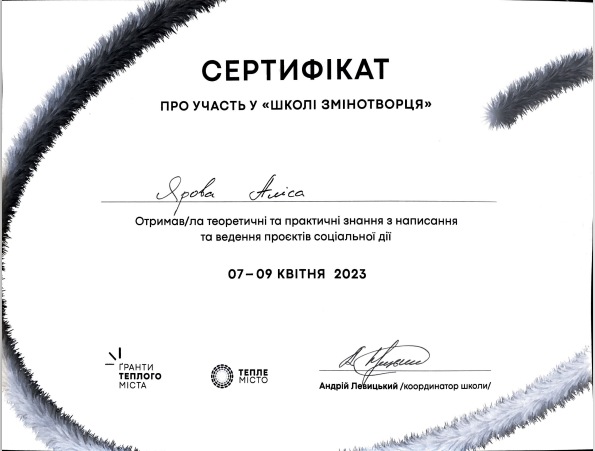 СЕРТИФІКАТ
ПРО УЧАСТЬ У «ШКОЛІ ЗМІНОТВОРЦЯ»
Ярова Аліса
Отримав/ла теоретичні та практичні знання з написання
та ведення проєктів соціальної дії
07–09 КВІТНЯ 2023
ГРАНТИ
ТЕПЛОГО
МІСТА
ТЕПЛЕ
МІСТО
Андрій Левицький /координатор школи/